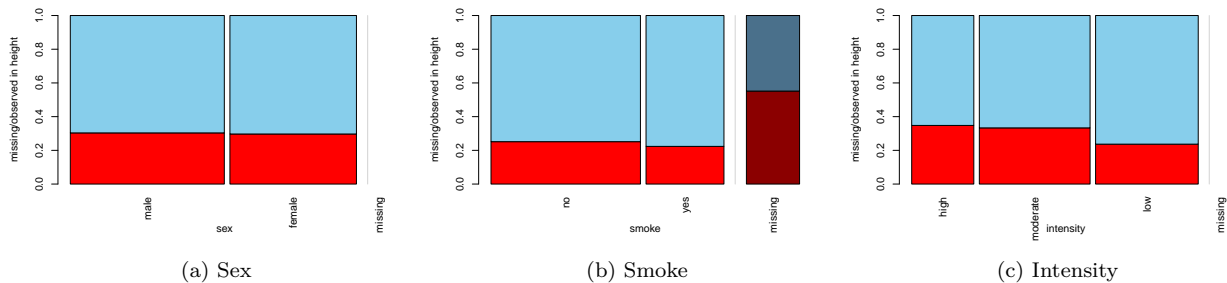 missing/observed in height
0.0 0.2 0.4 0.6 0.8 1.0
male
female
missing
sex
(a) Sex
missing/observed in height
0.0 0.2 0.4 0.6 0.8 1.0
no
yes
missing
smoke
(b) Smoke
missing/observed in height
0.0 0.2 0.4 0.6 0.8 1.0
high
moderate
low
missing
intensity
(c) Intensity